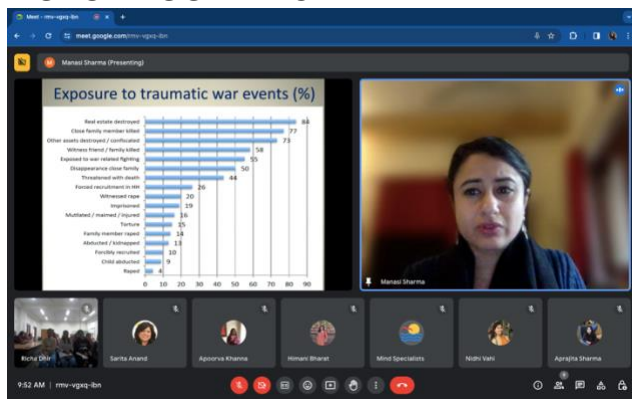 Meet - rmv-vgxq-ibn
meet.google.com/rmv-vgxq-ibn
Manasi Sharma (Presenting)
Exposure to traumatic war events (%)
Real estate destroyed 84
Close family member killed 77
Other assets destroyed / confiscated 73
Witness friend / family killed 58
Exposed to war related fighting 55
Disappearance close family 50
Threatened with death 44
Forced recruitment in HH 26
Witnessed rape 20
Imprisoned 19
Mutilated / maimed / injured 16
Torture 15
Family member raped 14
Abducted / kidnapped 13
Forcibly recruited 10
Child abducted 9
Raped 4
0 10 20 30 40 50 60 70 80 90
Manasi Sharma
Richa Dhir
Sarita Anand
Apoorva Khanna
Himani Bharat
Mind Specialists
Nidhi Vahi
Aprajita Sharma
9:52 AM | rmv-vgxq-ibn